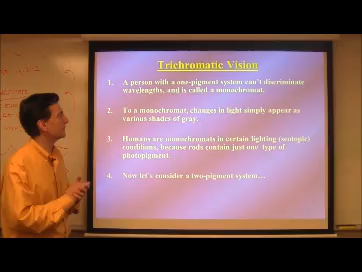 Trichromatic Vision
1. A person with a one-pigment system can't discriminate
wavelengths, and is called a monochromat.
2. To a monochromat, changes in light simply appear as
various shades of gray.
3. Humans are monochromats in certain lighting (scotopic)
conditions, because rods contain just one type of
photopigment.
4. Now let's consider a two-pigment system...